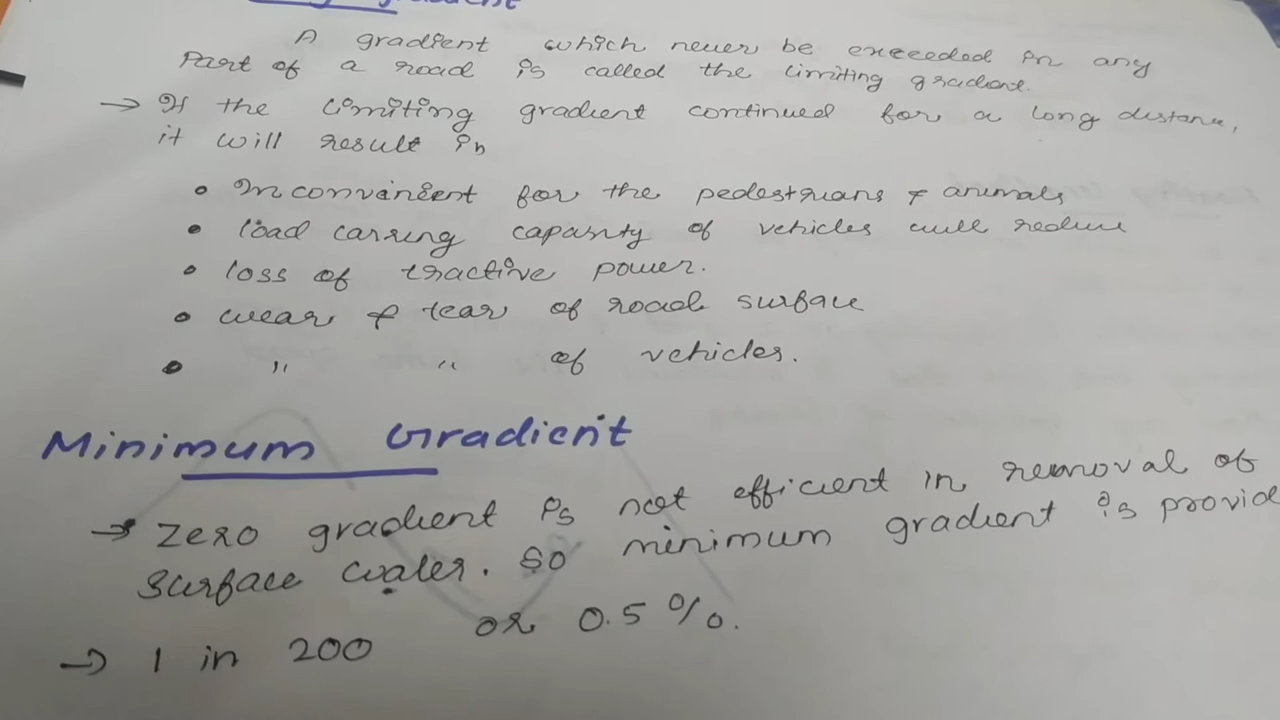 gradient
A gradient which never be exceeded in any
Part of a road is called the limiting gradient.
→ If the limiting gradient continued for a long distance,
it will result in
• Inconvinient for the pedestrians & animals
• load carring capasity of vehicles will reduce
• loss of tractive power.
• wear & tear of road surface
• " " of vehicles.
Minimum Gradient
→ Zero gradient is not efficient in removal of
surface water. so minimum gradient is provid
→ 1 in 200 or 0.5%.